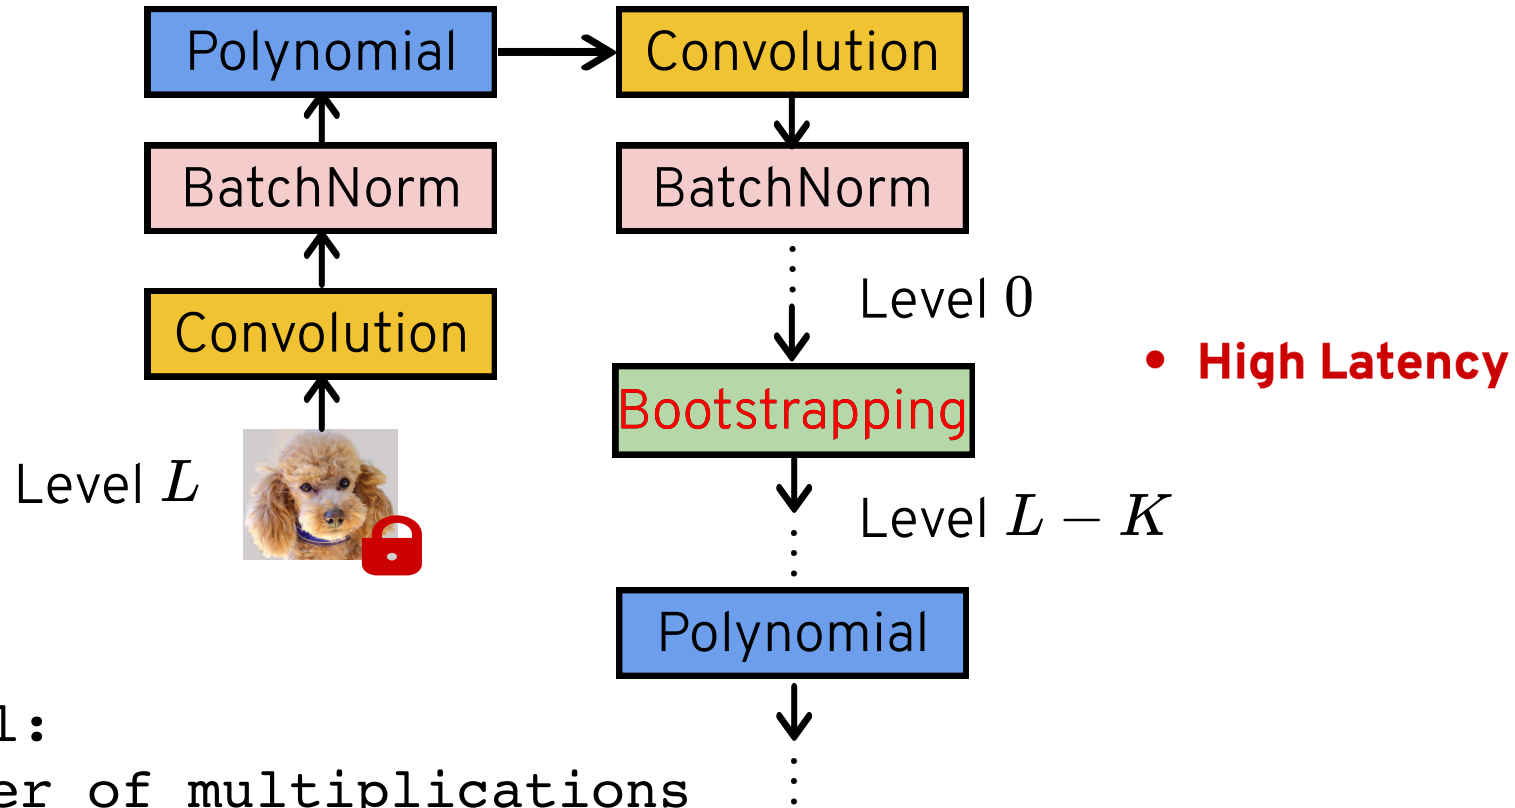 Polynomial
Convolution
BatchNorm
BatchNorm
Level 0
Convolution
High Latency
Bootstrapping
Level L
Level L − K
Polynomial
l:
er of multiplications